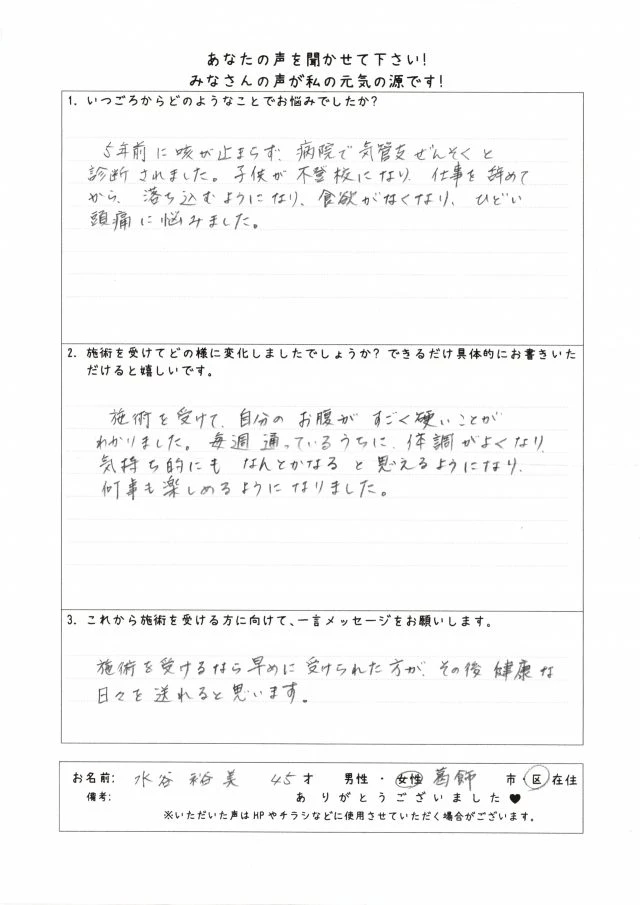 あなたの声を聞かせて下さい!
みなさんの声が私の元気の源です!
1. いつごろからどのようなことでお悩みでしたか?
5年前に咳が止まらず、病院で気管支ぜんそくと
診断されました。子供が不登校になり、仕事を辞めて
から、落ち込むようになり、食欲がなくなり、ひどい
頭痛に悩みました。
2. 施術を受けてどの様に変化しましたでしょうか? できるだけ具体的にお書きいた
だけると嬉しいです。
施術を受けて、自分のお腹がすごく硬いことが
わかりました。毎週通っているうちに、体調がよくなり、
気持ち的にもなんとかなると思えるようになり、
何事も楽しめるようになりました。
3. これから施術を受ける方に向けて、一言メッセージをお願いします。
施術を受けるなら早めに受けられた方が、その後健康な
日々を送れると思います。
お名前: 水谷 裕美 45才 男性・女性 葛飾 市・区在住
備考: ありがとうございました♥
※いただいた声はHPやチラシなどに使用させていただく場合がございます。